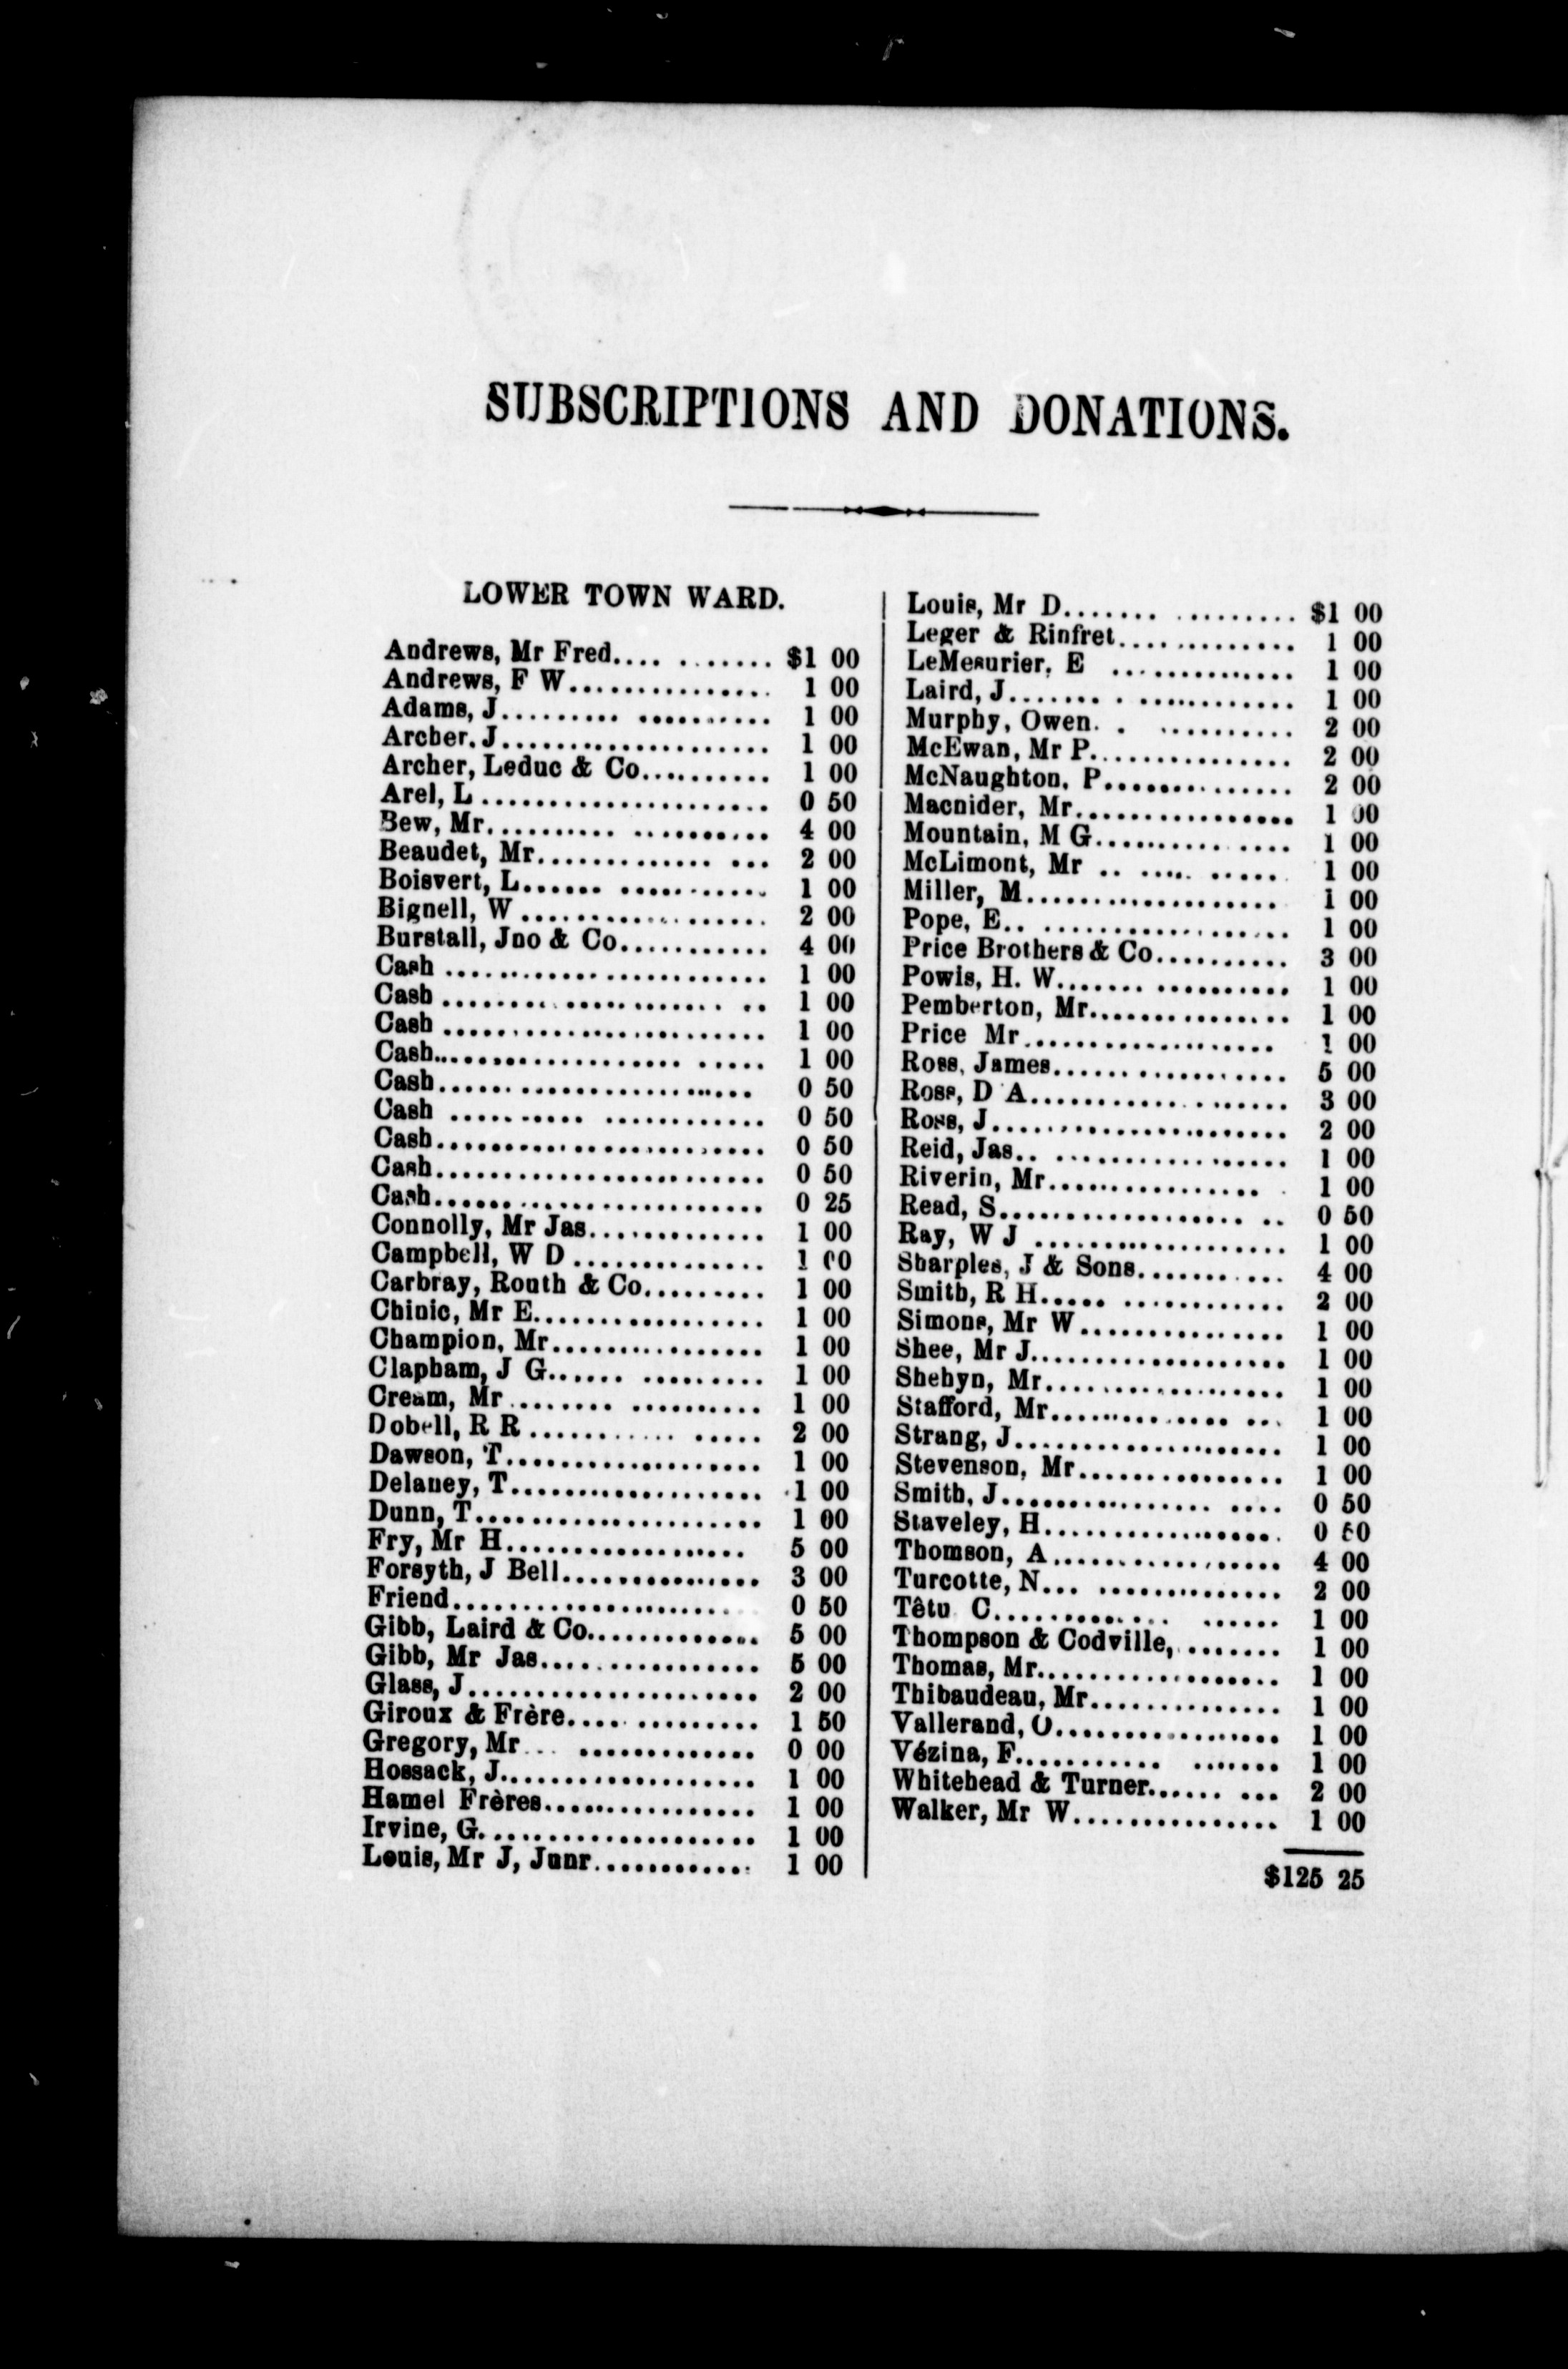 SUBSCRIPTIONS AND DONATIONS.
LOWER TOWN WARD.
Andrews, Mr Fred.... ....... $1 00
Andrews, F W............... 1 00
Adams, J......... .......... 1 00
Archer, J.................... 1 00
Archer, Leduc & Co.......... 1 00
Arel, L ...................... 0 50
Bew, Mr.......... .......... 4 00
Beaudet, Mr............. ... 2 00
Boisvert, L...... ........... 1 00
Bignell, W .................. 2 00
Burstall, Jno & Co........... 4 00
Cash ........................ 1 00
Cash ..................... .. 1 00
Cash ........................ 1 00
Cash.................. ..... 1 00
Cash...... ................. 0 50
Cash .......... ............ 0 50
Cash........................ 0 50
Cash........................ 0 50
Cash........................ 0 25
Connolly, Mr Jas............. 1 00
Campbell, W D .............. 1 00
Carbray, Routh & Co......... 1 00
Chinic, Mr E................. 1 00
Champion, Mr................ 1 00
Clapham, J G...... ......... 1 00
Cream, Mr ........ .......... 1 00
Dobell, R R ........... ..... 2 00
Dawson, T................... 1 00
Delaney, T................... 1 00
Dunn, T..................... 1 00
Fry, Mr H.................. 5 00
Forsyth, J Bell............... 3 00
Friend..................... 0 50
Gibb, Laird & Co............. 5 00
Gibb, Mr Jas................ 5 00
Glass, J...................... 2 00
Giroux & Frère.... ......... 1 50
Gregory, Mr... ............. 0 00
Hossack, J................... 1 00
Hamel Frères................ 1 00
Irvine, G..................... 1 00
Louis, Mr J, Junr............ 1 00
Louis, Mr D....... ......... $1 00
Leger & Rinfret............. 1 00
LeMesurier, E .............. 1 00
Laird, J....... . ............ 1 00
Murphy, Owen. . .......... 2 00
McEwan, Mr P............... 2 00
McNaughton, P.............. 2 00
Macnider, Mr................ 1 00
Mountain, M G.......... .... 1 00
McLimont, Mr .. ..... ..... 1 00
Miller, M.................. 1 00
Pope, E.. .................. 1 00
Price Brothers & Co.......... 3 00
Powis, H. W....... .......... 1 00
Pemberton, Mr............... 1 00
Price Mr................... 1 00
Ross, James...... ........... 5 00
Ross, D A................... 3 00
Ross, J...................... 2 00
Reid, Jas.. ................. 1 00
Riverin, Mr................ . 1 00
Read, S.................. .. 0 50
Ray, W J ................... 1 00
Sharples, J & Sons........... 4 00
Smith, R H..... ............ 2 00
Simons, Mr W............... 1 00
Shee, Mr J................... 1 00
Shehyn, Mr.................. 1 00
Stafford, Mr.............. ... 1 00
Strang, J.................... 1 00
Stevenson, Mr............... 1 00
Smith, J................ .... 0 50
Staveley, H.................. 0 50
Thomson, A................. 4 00
Turcotte, N... .............. 2 00
Têtu C............. ...... 1 00
Thompson & Codville, ....... 1 00
Thomas, Mr.................. 1 00
Thibaudeau, Mr.............. 1 00
Vallerand, O................. 1 00
Vézina, F........... ....... 1 00
Whitehead & Turner...... ... 2 00
Walker, Mr W............... 1 00
$125 25